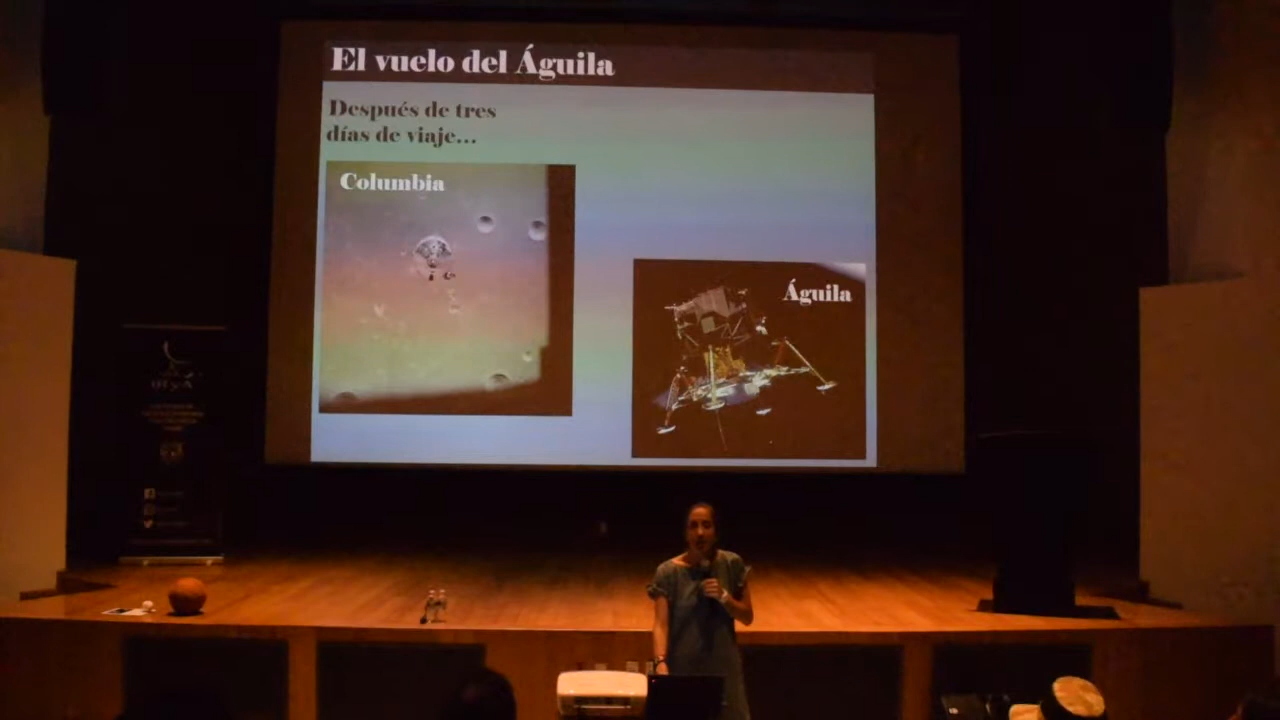 El vuelo del Águila
Después de tres
días de viaje...
Columbia
Águila